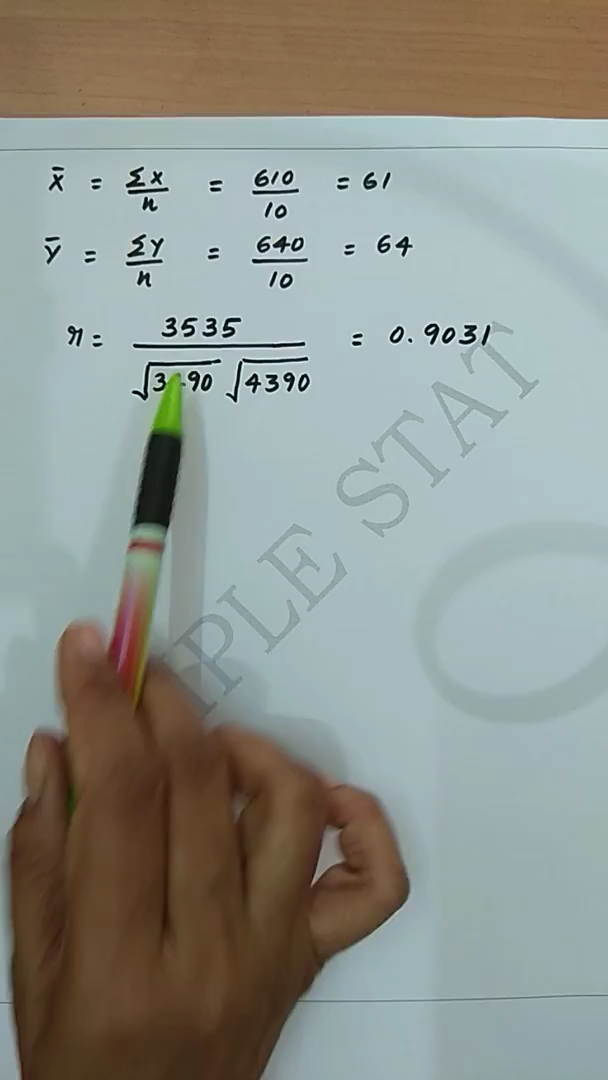 X̄ = ΣX/n = 610/10 = 61
Ȳ = ΣY/n = 640/10 = 64
r = 3535 / √ √4390 = 0.9031
PLE STAT